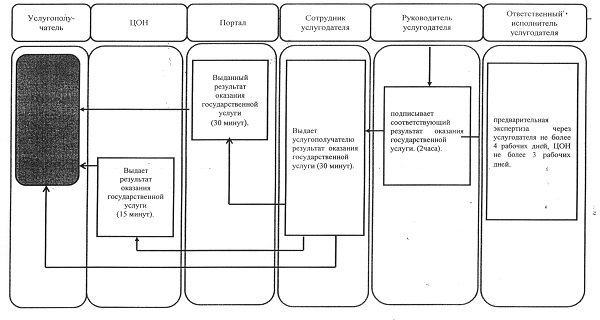 Услугополу-
чатель
ЦОН
Портал
Сотрудник
услугодателя
Руководитель
услугодателя
Ответственный
исполнитель
услугодателя
Выданный
результат
оказания
государственной
услуги
(30 минут).
Выдает
результат
оказания
государственной
услуги
(15 минут).
Выдает
услугополучателю
результат оказания
государственной
услуги (30 минут).
подписывает
соответствующий
результат оказания
государственной
услуги. (2часа).
предварительная
экспертиза через
услугодателя не более
4 рабочих дней, ЦОН
не более 3 рабочих
дней.